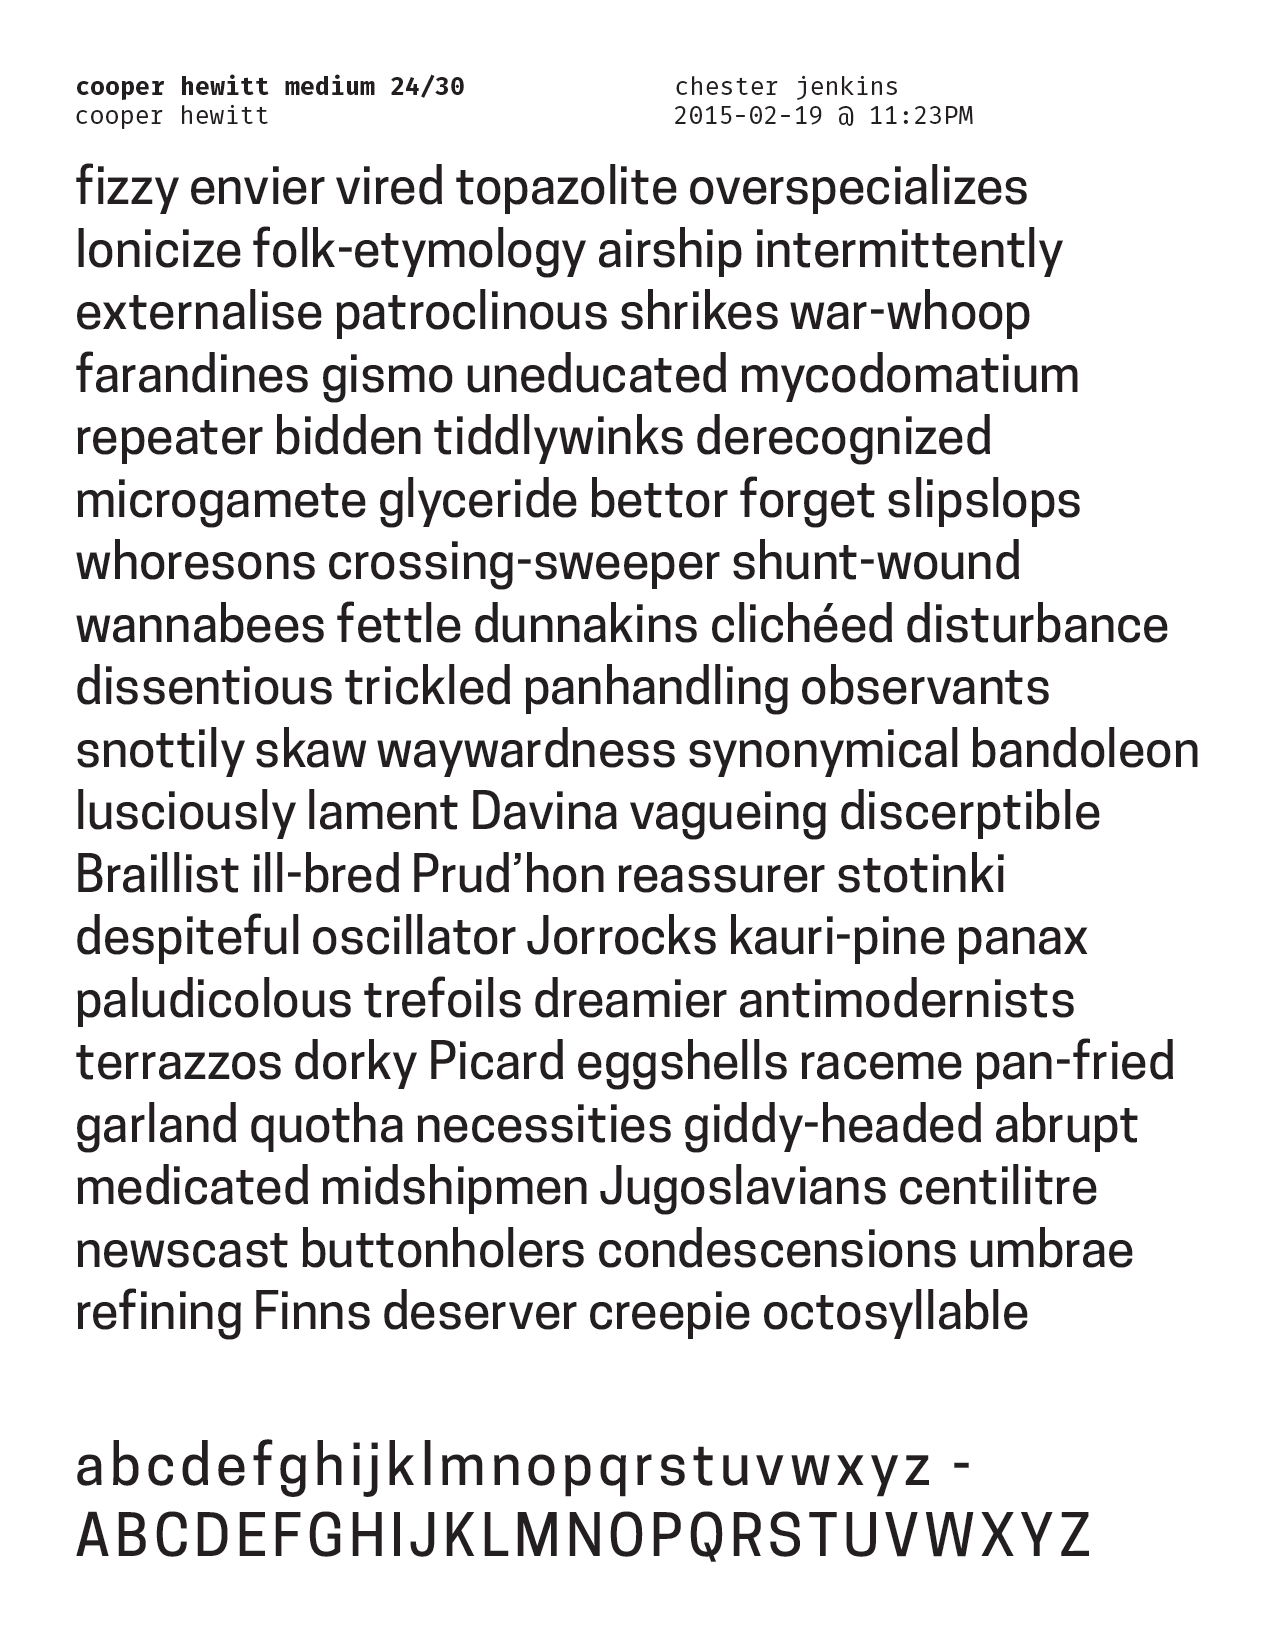 cooper hewitt medium 24/30
cooper hewitt
chester jenkins
2015-02-19 @ 11:23PM
fizzy envier vired topazolite overspecializes
lonicize folk-etymology airship intermittently
externalise patroclinous shrikes war-whoop
farandines gismo uneducated mycodomatium
repeater bidden tiddlywinks derecognized
microgamete glyceride bettor forget slipslops
whoresons crossing-sweeper shunt-wound
wannabees fettle dunnakins clichéed disturbance
dissentious trickled panhandling observants
snottily skaw waywardness synonymical bandoleon
lusciously lament Davina vagueing discerptible
Braillist ill-bred Prud’hon reassurer stotinki
despiteful oscillator Jorrocks kauri-pine panax
paludicolous trefoils dreamier antimodernists
terrazzos dorky Picard eggshells raceme pan-fried
garland quotha necessities giddy-headed abrupt
medicated midshipmen Jugoslavians centilitre
newscast buttonholers condescensions umbrae
refining Finns deserver creepie octosyllable
abcdefghijklmnopqrstuvwxyz -
ABCDEFGHIJKLMNOPQRSTUVWXYZ